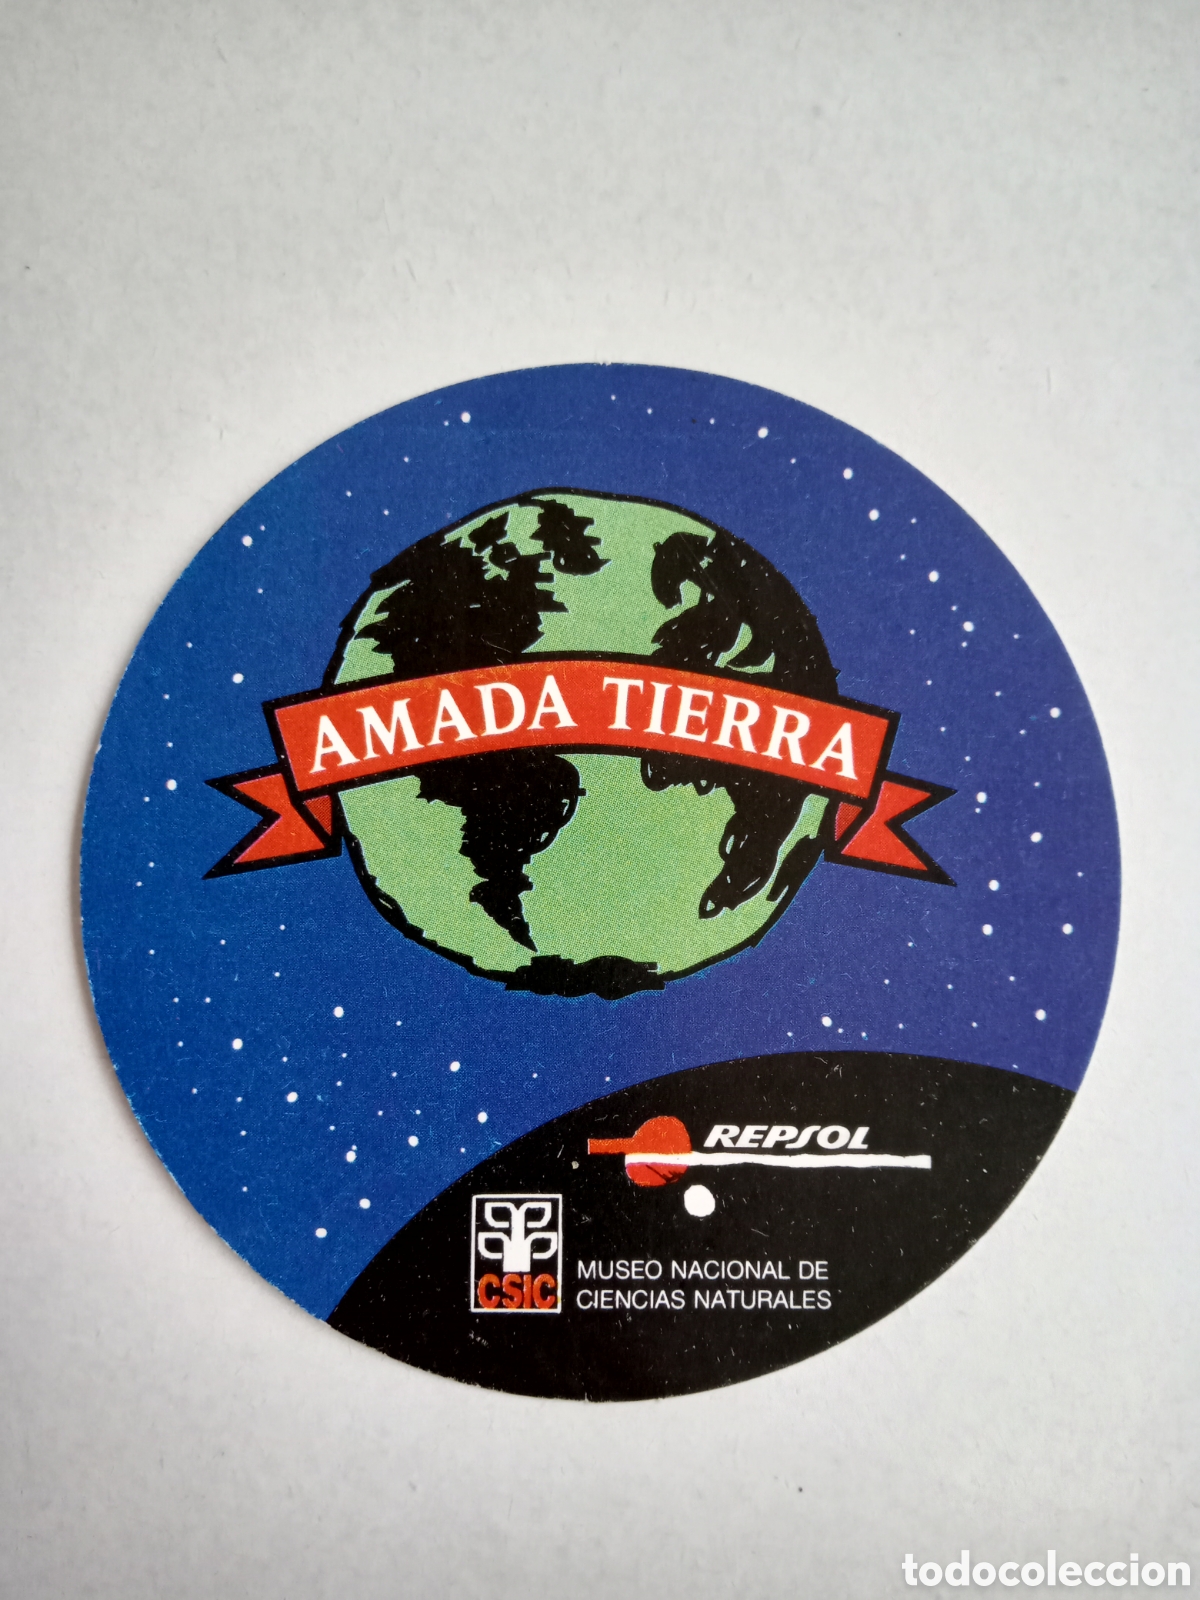 AMADA TIERRA
REPSOL
CSIC
MUSEO NACIONAL DE
CIENCIAS NATURALES
todocoleccion